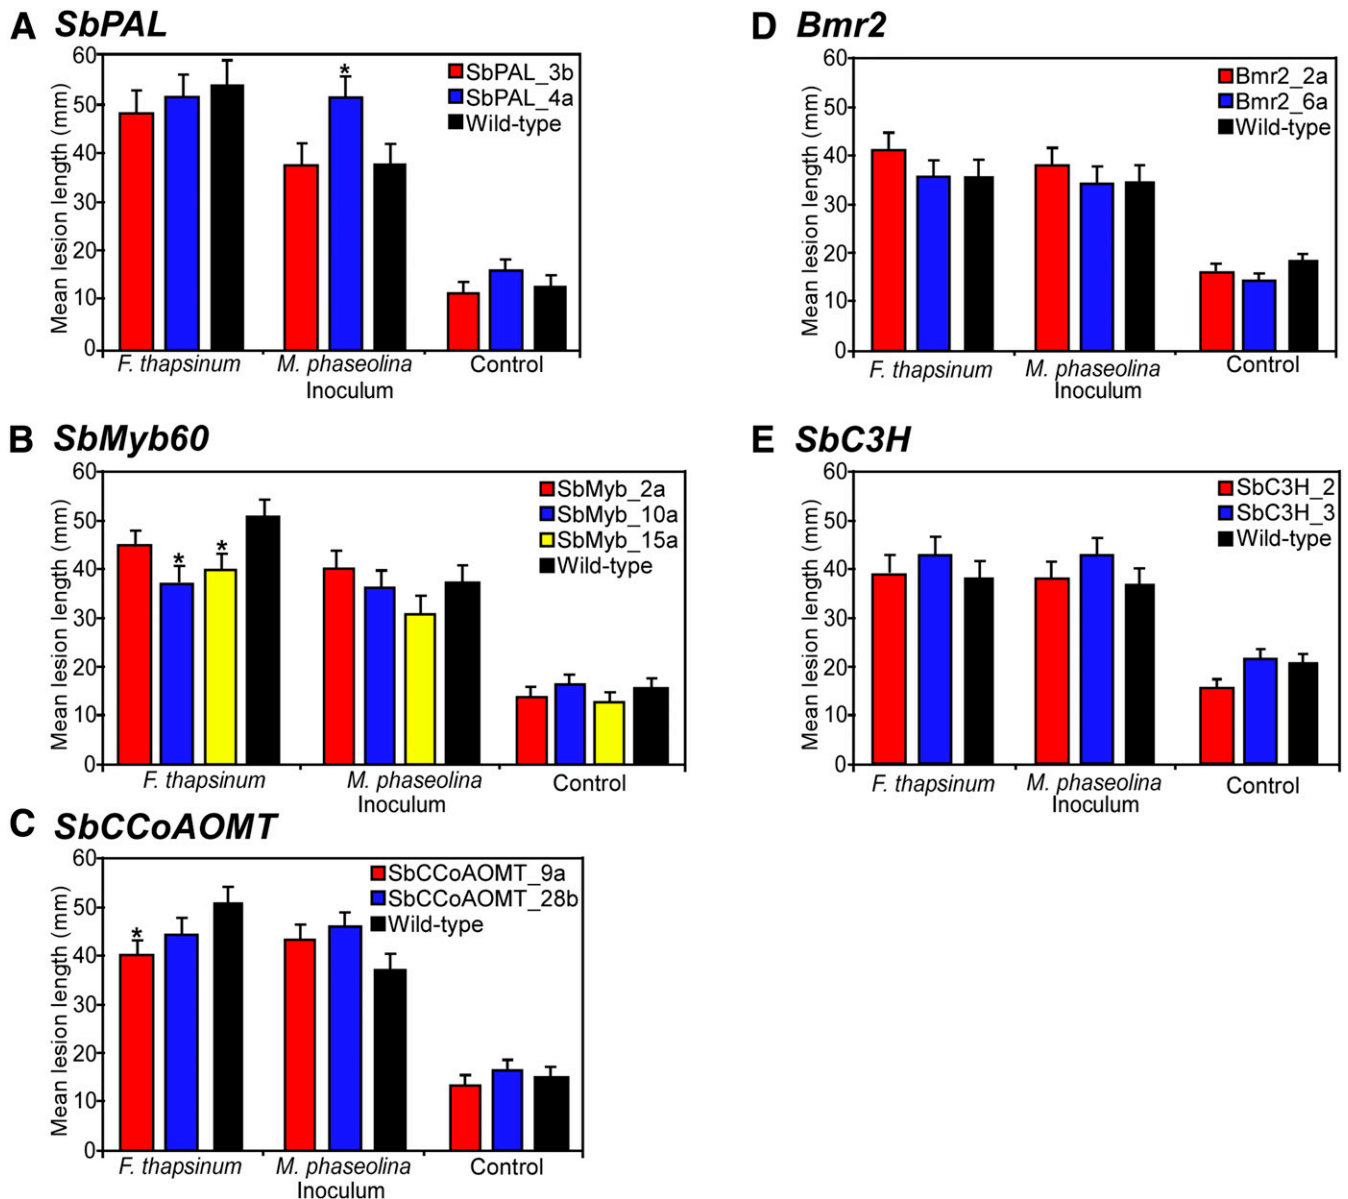 A SbPAL
Mean lesion length (mm)
60
50
40
30
20
10
0
*
SbPAL_3b
SbPAL_4a
Wild-type
F. thapsinum M. phaseolina Control
Inoculum
B SbMyb60
Mean lesion length (mm)
60
50
40
30
20
10
0
* *
SbMyb_2a
SbMyb_10a
SbMyb_15a
Wild-type
F. thapsinum M. phaseolina Control
Inoculum
C SbCCoAOMT
Mean lesion length (mm)
60
50
40
30
20
10
0
*
SbCCoAOMT_9a
SbCCoAOMT_28b
Wild-type
F. thapsinum M. phaseolina Control
Inoculum
D Bmr2
Mean lesion length (mm)
60
50
40
30
20
10
0
Bmr2_2a
Bmr2_6a
Wild-type
F. thapsinum M. phaseolina Control
Inoculum
E SbC3H
Mean lesion length (mm)
60
50
40
30
20
10
0
SbC3H_2
SbC3H_3
Wild-type
F. thapsinum M. phaseolina Control
Inoculum